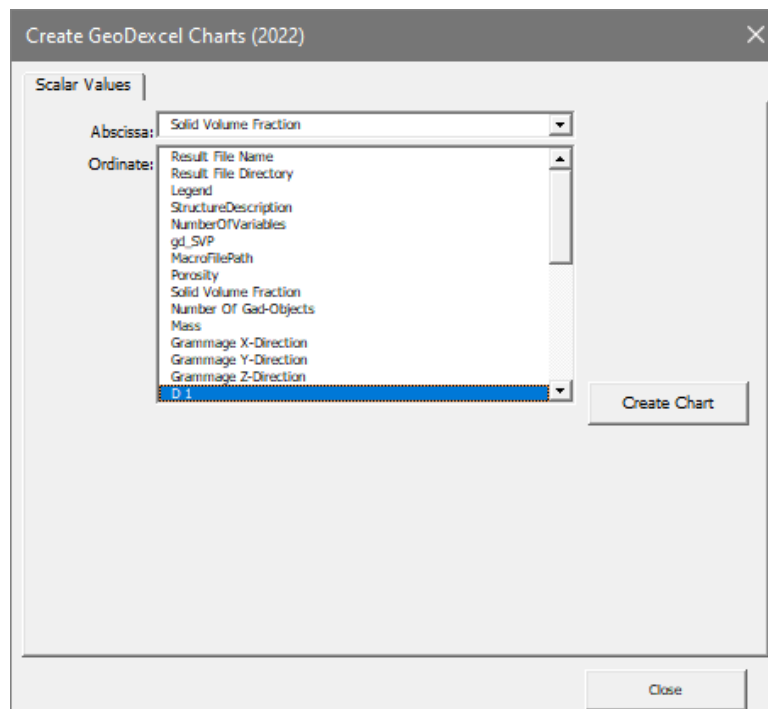 Create GeoDexcel Charts (2022)
Scalar Values
Abscissa: Solid Volume Fraction
Ordinate: Result File Name
Result File Directory
Legend
StructureDescription
NumberOfVariables
gd_SVP
MacroFilePath
Porosity
Solid Volume Fraction
Number Of Gad-Objects
Mass
Grammage X-Direction
Grammage Y-Direction
Grammage Z-Direction
D 1
Create Chart
Close